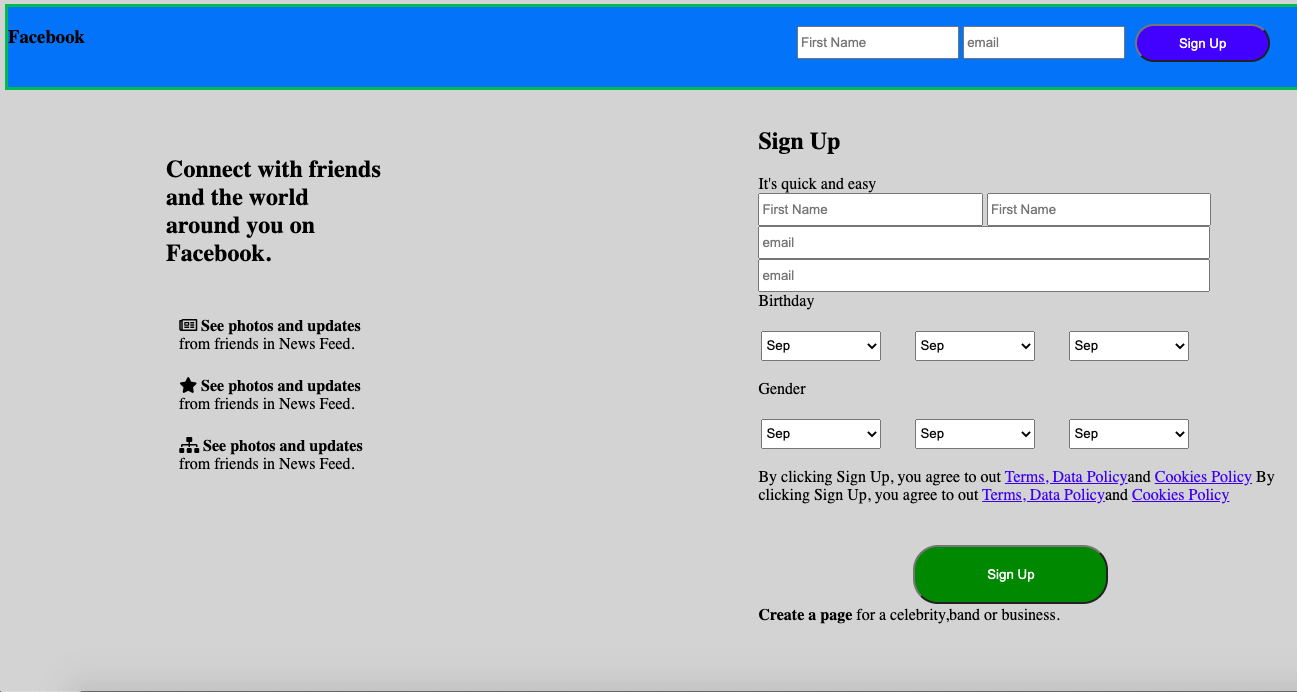 Facebook
First Name email Sign Up
Connect with friends
and the world
around you on
Facebook.
See photos and updates
from friends in News Feed.
See photos and updates
from friends in News Feed.
See photos and updates
from friends in News Feed.
Sign Up
It's quick and easy
First Name First Name
email
email
Birthday
Sep Sep Sep
Gender
Sep Sep Sep
By clicking Sign Up, you agree to out Terms, Data Policyand Cookies Policy By
clicking Sign Up, you agree to out Terms, Data Policyand Cookies Policy
Sign Up
Create a page for a celebrity,band or business.